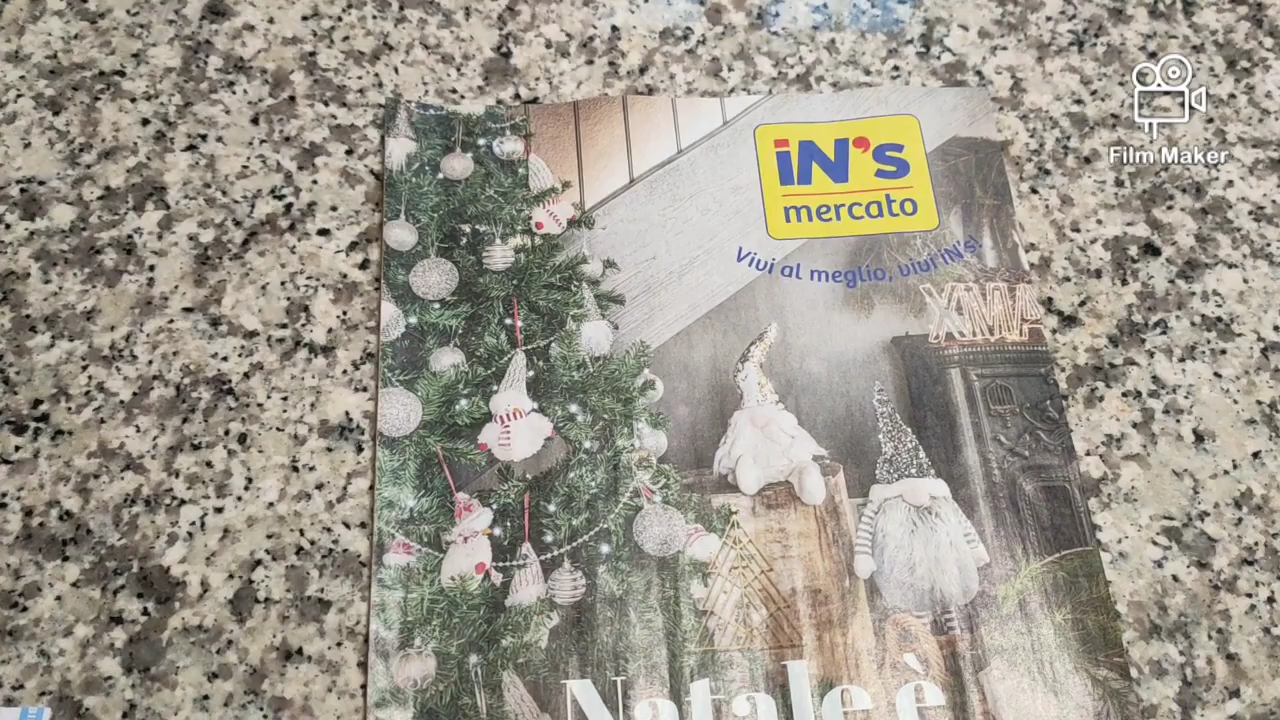 iN's
mercato
Vivi al meglio, vivi iN's!
XMA
Natale è
Film Maker